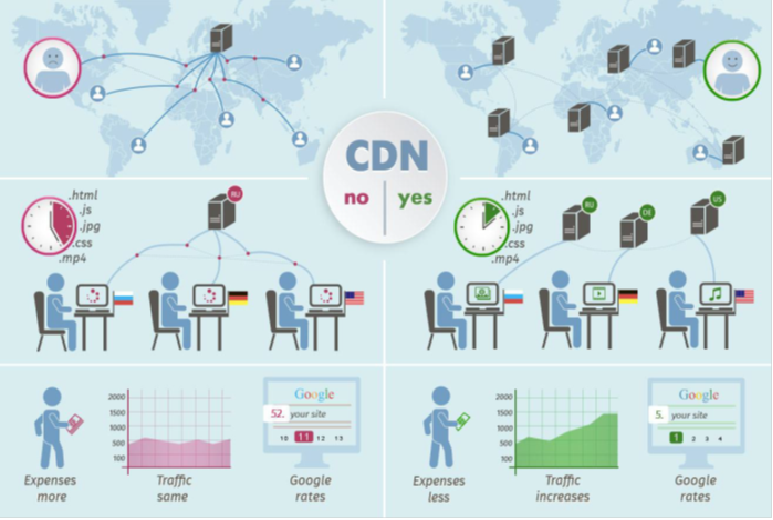 CDN
no
yes
.html
.js
.jpg
.css
.mp4
RU
.html
.js
.jpg
.css
.mp4
RU
DE
US
2000
1500
1000
500
100
Google
52. your site
10 11 12 13
Expenses
more
Traffic
same
Google
rates
2000
1500
1000
500
100
Google
5. your site
1 2 3 4
Expenses
less
Traffic
increases
Google
rates